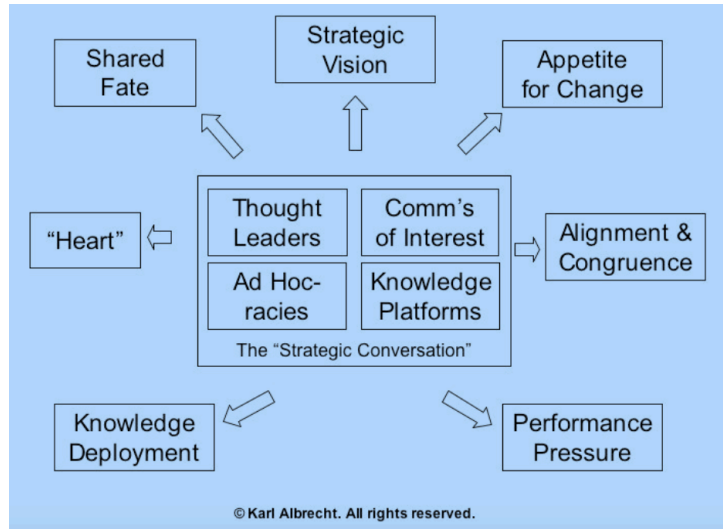 Strategic
Vision
Shared
Fate
Appetite
for Change
Thought
Leaders
Comm's
of Interest
"Heart"
Alignment &
Congruence
Ad Hoc-
racies
Knowledge
Platforms
The "Strategic Conversation"
Knowledge
Deployment
Performance
Pressure
© Karl Albrecht. All rights reserved.